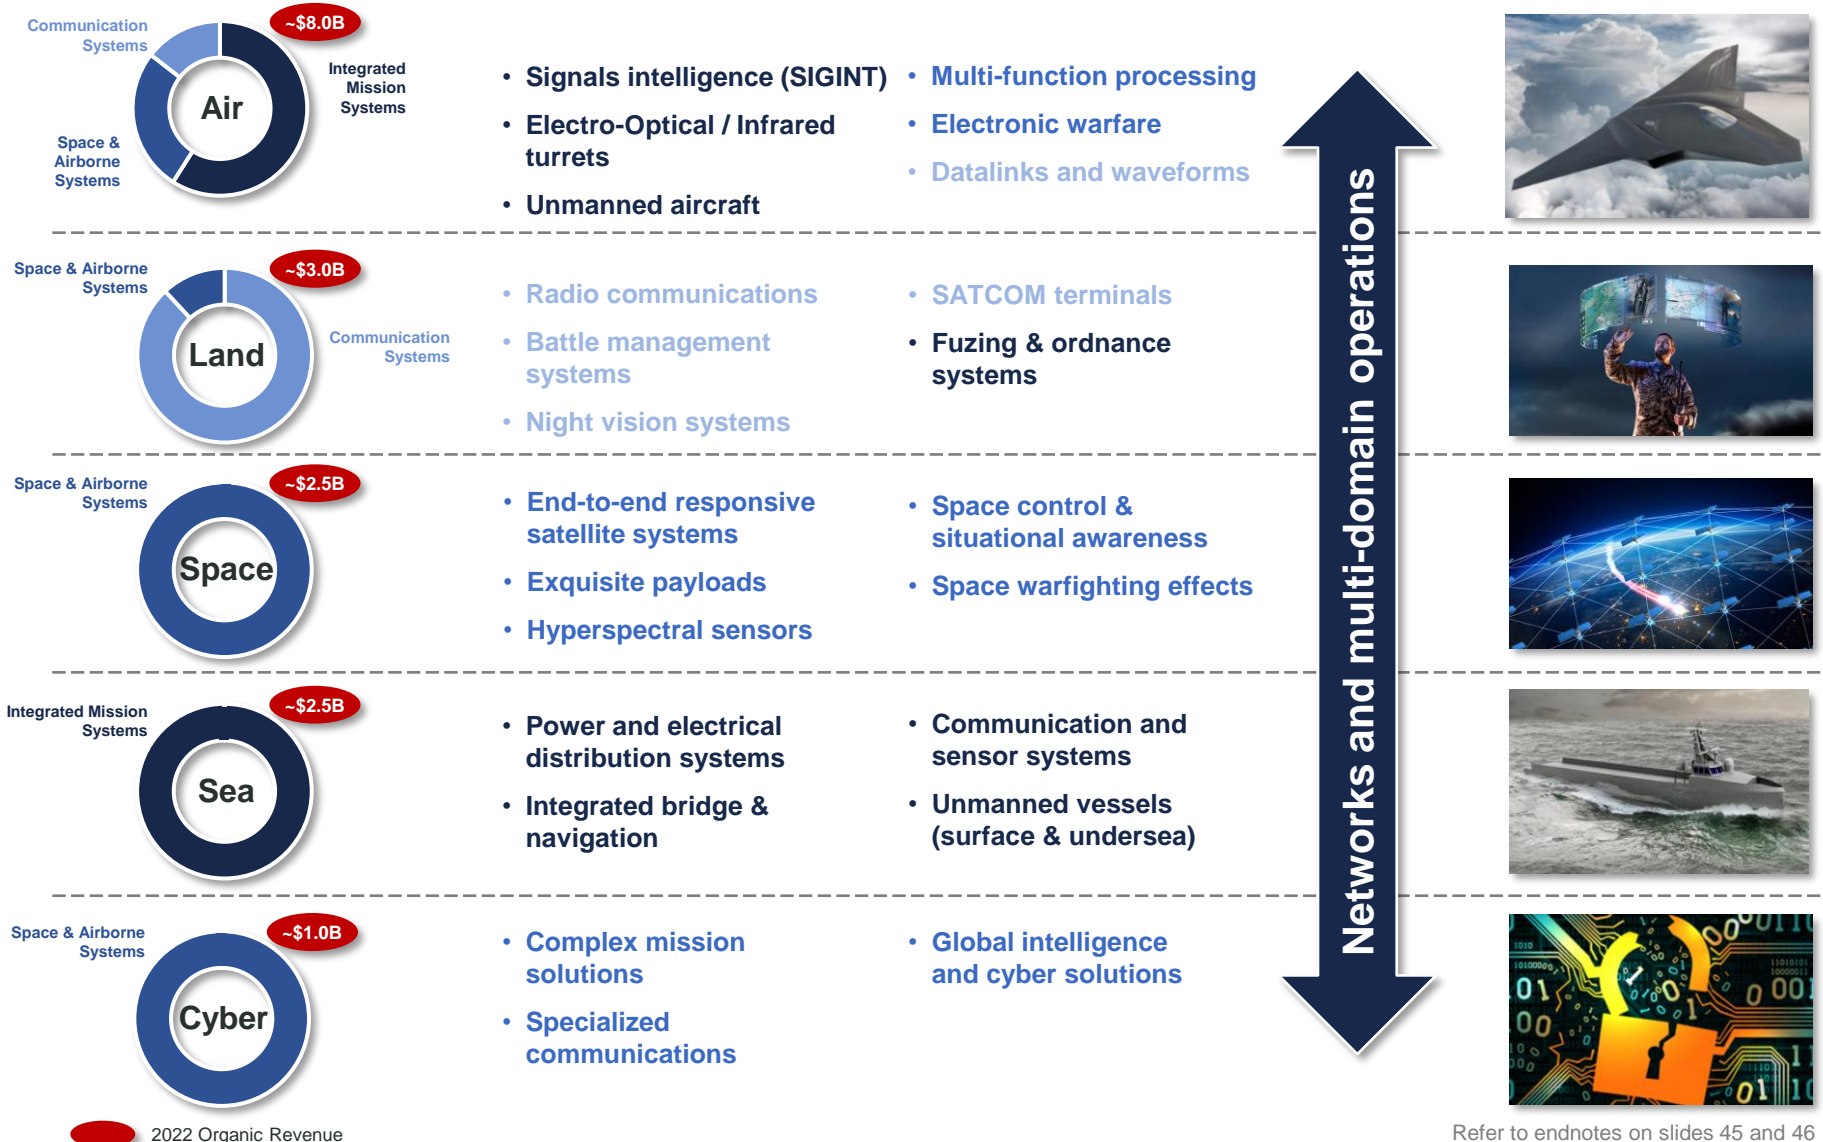 Communication
Systems
~$8.0B
Integrated
Mission
Systems
Air
Space &
Airborne
Systems
• Signals intelligence (SIGINT)
• Electro-Optical / Infrared
turrets
• Unmanned aircraft
• Multi-function processing
• Electronic warfare
• Datalinks and waveforms
Space & Airborne
Systems
~$3.0B
Land
Communication
Systems
• Radio communications
• Battle management
systems
• Night vision systems
• SATCOM terminals
• Fuzing & ordnance
systems
Space & Airborne
Systems
~$2.5B
Space
• End-to-end responsive
satellite systems
• Exquisite payloads
• Hyperspectral sensors
• Space control &
situational awareness
• Space warfighting effects
Integrated Mission
Systems
~$2.5B
Sea
• Power and electrical
distribution systems
• Integrated bridge &
navigation
• Communication and
sensor systems
• Unmanned vessels
(surface & undersea)
Space & Airborne
Systems
~$1.0B
Cyber
• Complex mission
solutions
• Specialized
communications
• Global intelligence
and cyber solutions
Networks and multi-domain operations
2022 Organic Revenue
Refer to endnotes on slides 45 and 46